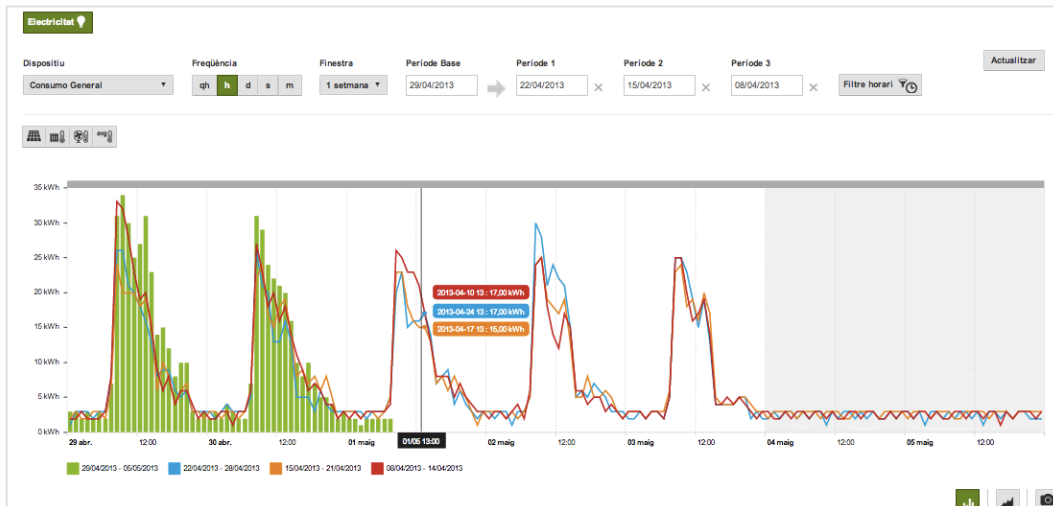 Electricitat
Dispositiu Freqüència Finestra Període Base Període 1 Període 2 Període 3 Actualitzar
Consumo General qh h d s m 1 setmana 29/04/2013 22/04/2013 15/04/2013 08/04/2013 Filtre horari
avg
35 kWh
30 kWh
25 kWh
20 kWh
15 kWh
10 kWh
5 kWh
0 kWh
2013-04-10 13 : 17,00 kWh
2013-04-24 13 : 17,00 kWh
2013-04-17 13 : 15,00 kWh
29 abr. 12:00 30 abr. 12:00 01 maig 01/05 13:00 02 maig 12:00 03 maig 12:00 04 maig 12:00 05 maig 12:00
29/04/2013 - 05/05/2013 22/04/2013 - 28/04/2013 15/04/2013 - 21/04/2013 08/04/2013 - 14/04/2013